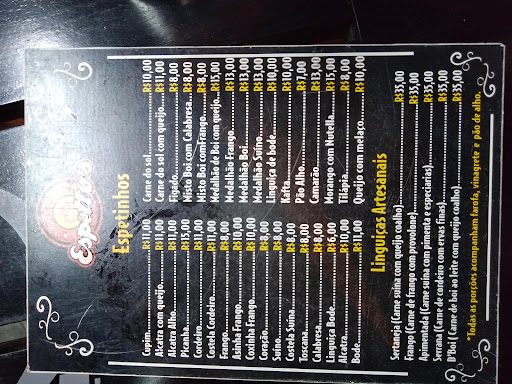 Espetinhos
Cupim....................R$11,00
Alcatra com queijo....R$11,00
Alcatra Alho............R$11,00
Picanha.................R$15,00
Cordeiro................R$11,00
Costela Cordeiro......R$11,00
Frango..................R$8,00
Asinha Frango.........R$10,00
Coxinha Frango.......R$10,00
Coração................R$8,00
Suíno...................R$8,00
Costela Suína.........R$8,00
Toscana................R$8,00
Calabresa..............R$8,00
Linguiça Bode.........R$6,00
Alcatra.................R$10,00
Bode....................R$11,00
Carne do sol...........................R$10,00
Carne do sol com queijo..........R$11,00
Fígado..................................R$8,00
Misto Boi com Calabresa.........R$8,00
Misto Boi comFrango..............R$8,00
Medalhão de Boi com queijo....R$15,00
Medalhão Frango...................R$13,00
Medalhão Boi........................R$13,00
Medalhão Suíno.....................R$13,00
Linguiça de bode...................R$10,00
Kafta...................................R$10,00
Pão Alho..............................R$7,00
Camarão..............................R$13,00
Morango com Nutella............R$15,00
Tilápia.................................R$8,00
Queijo com melaço...............R$10,00
Linguiças Artesanais
Sertaneja (Carne suína com queijo coalho)................R$35,00
Frango (Carne de frango com provolone)...................R$35,00
Apimentada (Carne suína com pimenta e especiarias)...R$35,00
Serrana (Carne de cordeiro com ervas finas)...............R$35,00
D'Boi ( Carne de boi ao leite com queijo coalho)..........R$35,00
*Todas as porções acompanham farofa, vinagrete e pão de alho.